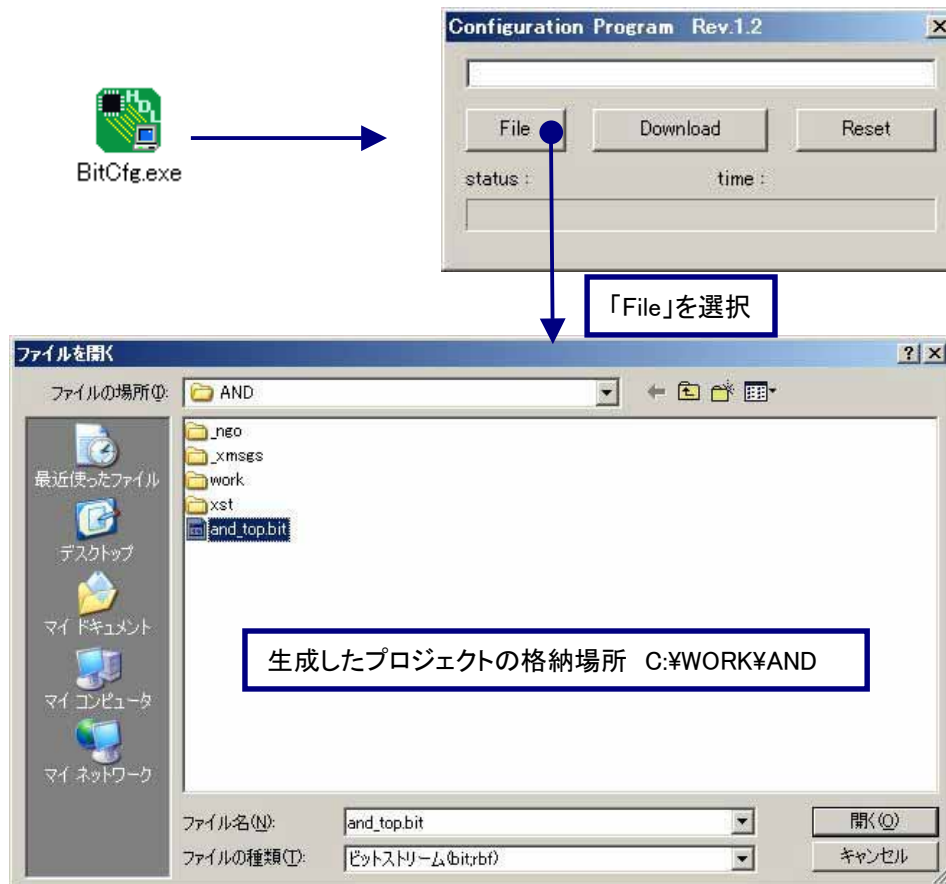 Configuration Program Rev.1.2
HDL
BitCfg.exe
File
Download
Reset
status :
time :
「File」を選択
ファイルを開く
ファイルの場所(I):
AND
最近使ったファイル
デスクトップ
マイ ドキュメント
マイ コンピュータ
マイ ネットワーク
_ngo
_xmsgs
work
xst
and_top.bit
生成したプロジェクトの格納場所 C:¥WORK¥AND
ファイル名(N):
and_top.bit
開く(O)
ファイルの種類(T):
ビットストリーム(bit;rbf)
キャンセル